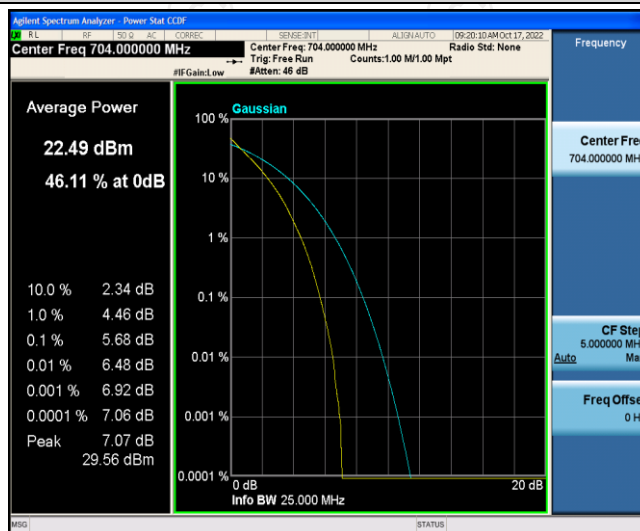 Agilent Spectrum Analyzer - Power Stat CCDF
RL RF 50 Ω AC CORREC SENSE:INT ALIGNAUTO 09:20:10 AM Oct 17, 2022
Center Freq 704.000000 MHz
Center Freq: 704.000000 MHz Radio Std: None
Trig: Free Run Counts:1.00 M/1.00 Mpt
#IFGain:Low #Atten: 46 dB
Frequency
Average Power
22.49 dBm
46.11 % at 0dB
10.0 % 2.34 dB
1.0 % 4.46 dB
0.1 % 5.68 dB
0.01 % 6.48 dB
0.001 % 6.92 dB
0.0001 % 7.06 dB
Peak 7.07 dB
29.56 dBm
Gaussian
100 %
10 %
1 %
0.1 %
0.01 %
0.001 %
0.0001 %
0 dB 20 dB
Info BW 25.000 MHz
Center Fre
704.000000 MH
CF Ste
5.000000 MH
Auto Ma
Freq Offse
0 H
MSG STATUS